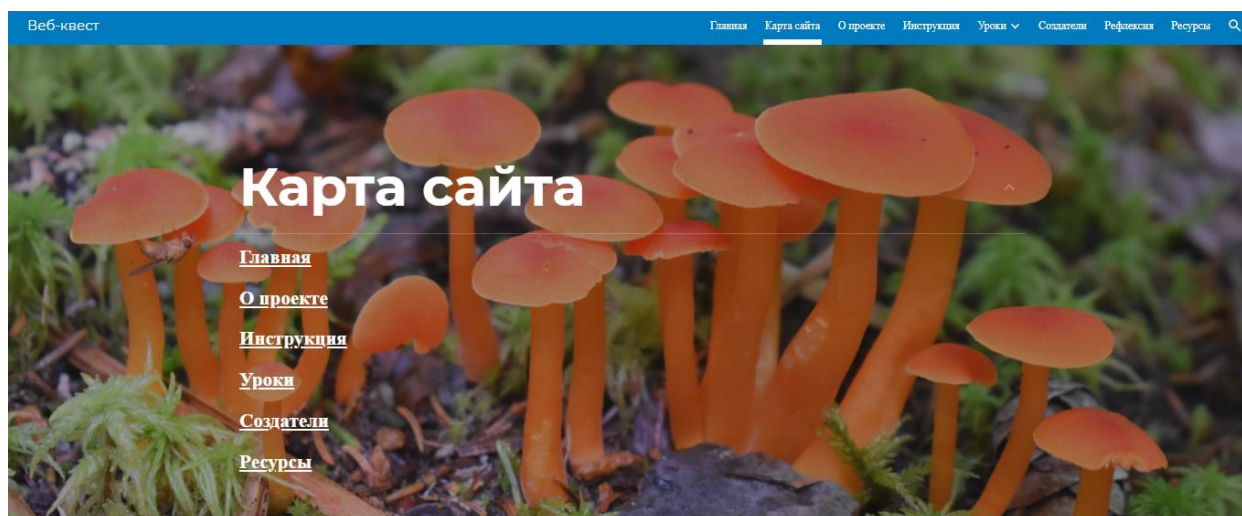 Веб-квест Главная Карта сайта О проекте Инструкция Уроки Создатели Рефлексия Ресурсы
Карта сайта
Главная
О проекте
Инструкция
Уроки
Создатели
Ресурсы